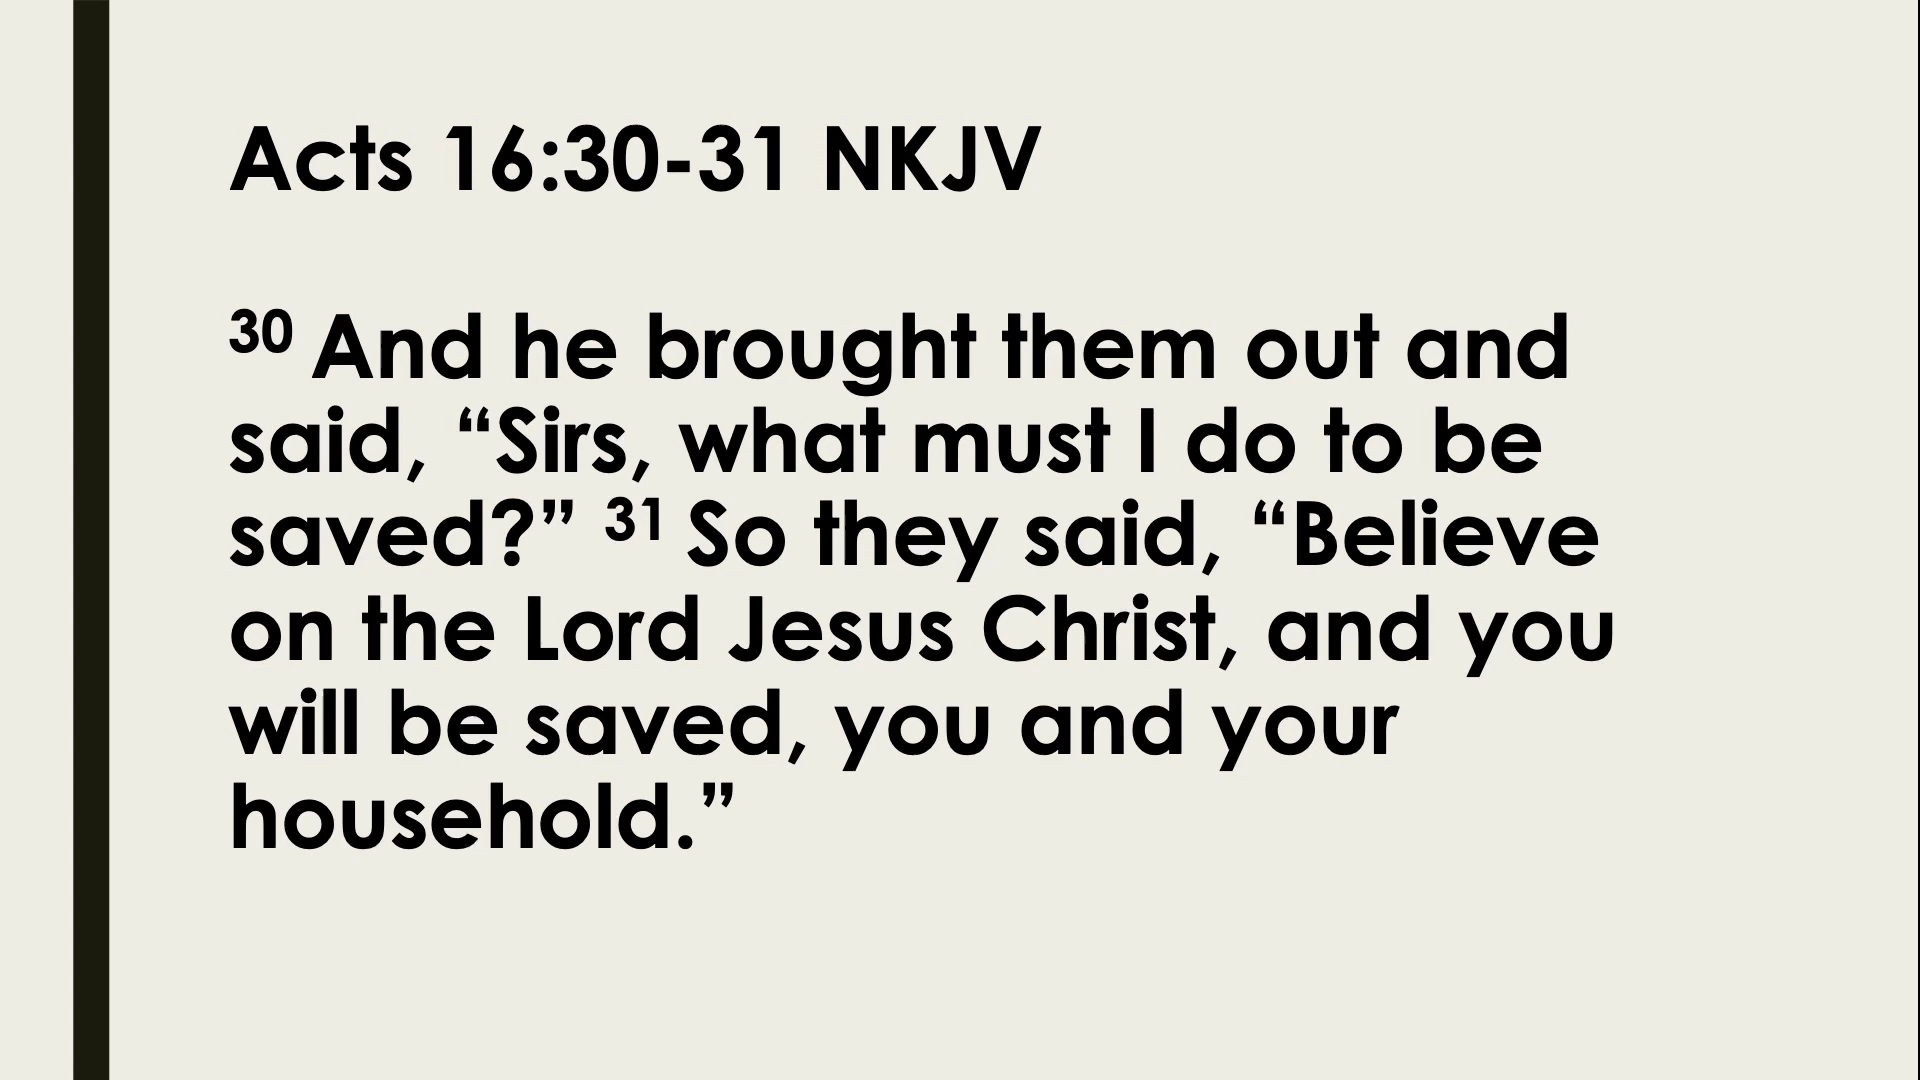 Acts 16:30-31 NKJV
30 And he brought them out and
said, “Sirs, what must I do to be
saved?” 31 So they said, “Believe
on the Lord Jesus Christ, and you
will be saved, you and your
household.”